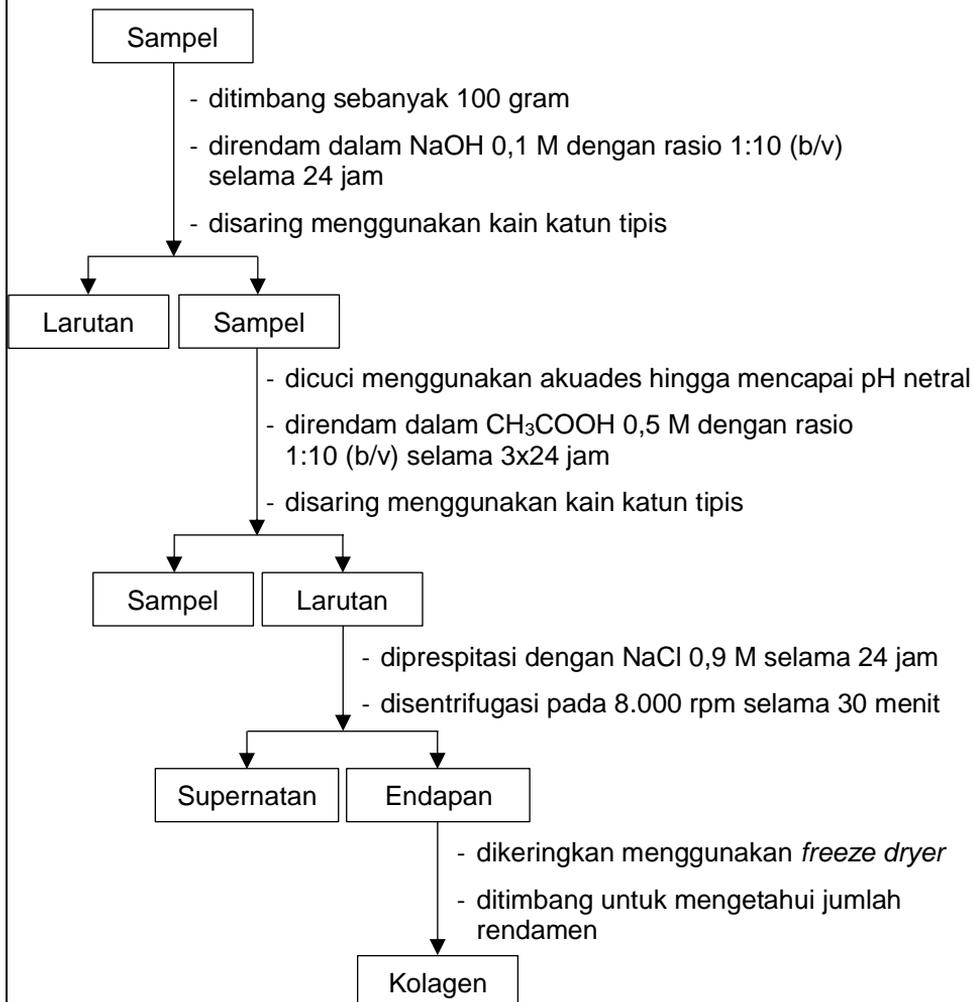 Sampel
- ditimbang sebanyak 100 gram
- direndam dalam NaOH 0,1 M dengan rasio 1:10 (b/v)
selama 24 jam
- disaring menggunakan kain katun tipis
Larutan
Sampel
- dicuci menggunakan akuades hingga mencapai pH netral
- direndam dalam CH₃COOH 0,5 M dengan rasio
1:10 (b/v) selama 3x24 jam
- disaring menggunakan kain katun tipis
Sampel
Larutan
- diprespitasi dengan NaCl 0,9 M selama 24 jam
- disentrifugasi pada 8.000 rpm selama 30 menit
Supernatan
Endapan
- dikeringkan menggunakan freeze dryer
- ditimbang untuk mengetahui jumlah
rendamen
Kolagen